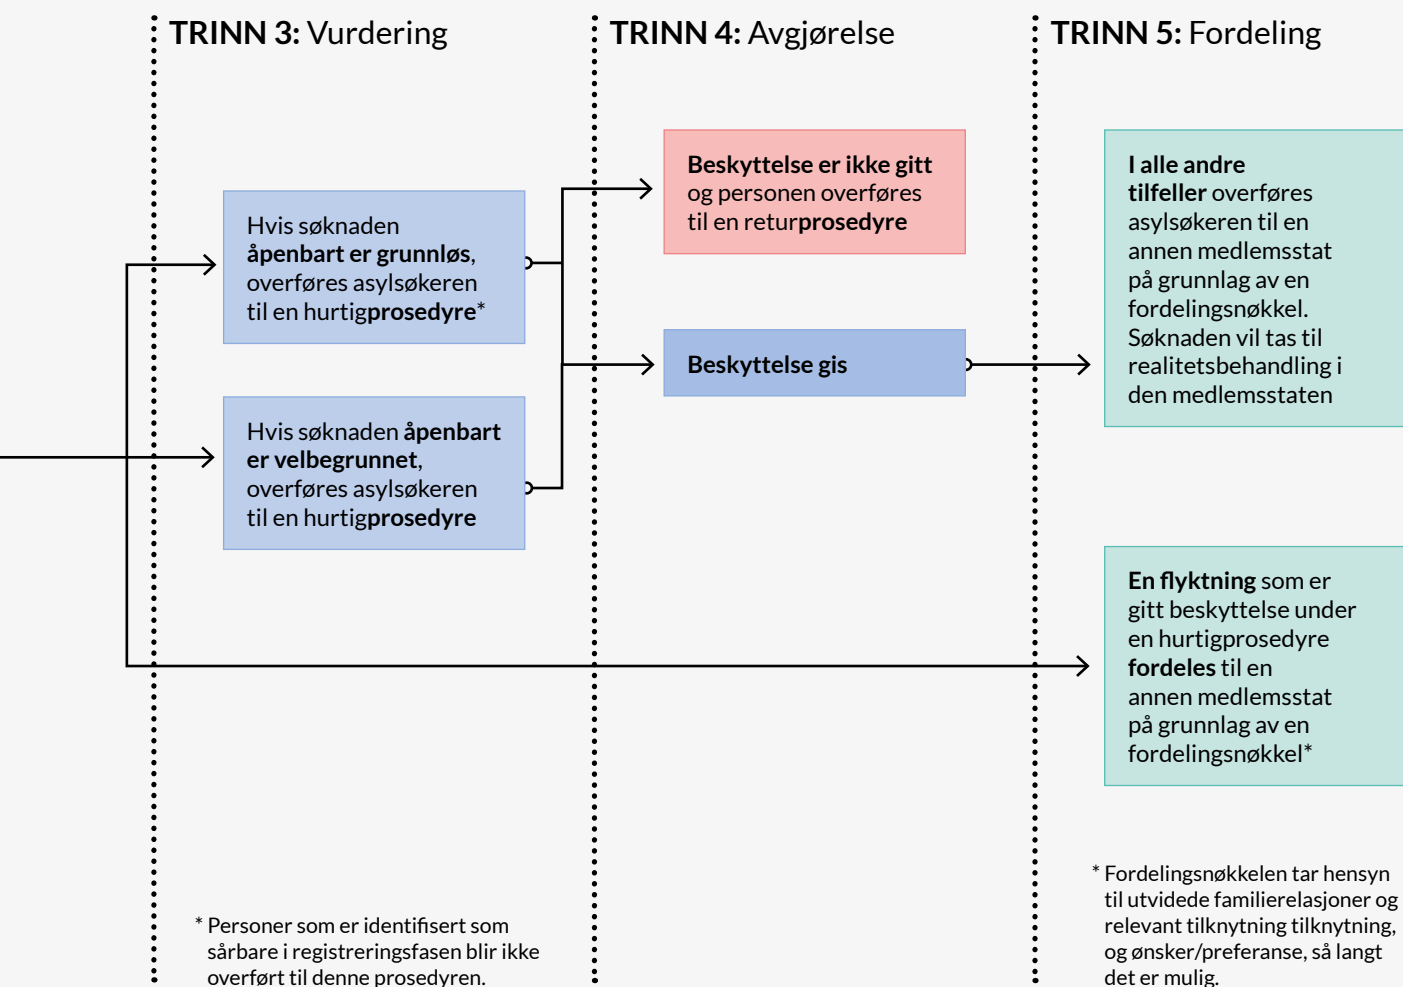 TRINN 3: Vurdering
Hvis søknaden
åpenbart er grunnløs,
overføres asylsøkeren
til en hurtigprosedyre*
Hvis søknaden åpenbart
er velbegrunnet,
overføres asylsøkeren
til en hurtigprosedyre
* Personer som er identifisert som
sårbare i registreringsfasen blir ikke
overført til denne prosedyren.
TRINN 4: Avgjørelse
Beskyttelse er ikke gitt
og personen overføres
til en returprosedyre
Beskyttelse gis
TRINN 5: Fordeling
I alle andre
tilfeller overføres
asylsøkeren til en
annen medlemsstat
på grunnlag av en
fordelingsnøkkel.
Søknaden vil tas til
realitetsbehandling i
den medlemsstaten
En flyktning som er
gitt beskyttelse under
en hurtigprosedyre
fordeles til en
annen medlemsstat
på grunnlag av en
fordelingsnøkkel*
* Fordelingsnøkkelen tar hensyn
til utvidede familierelasjoner og
relevant tilknytning tilknytning,
og ønsker/preferanse, så langt
det er mulig.